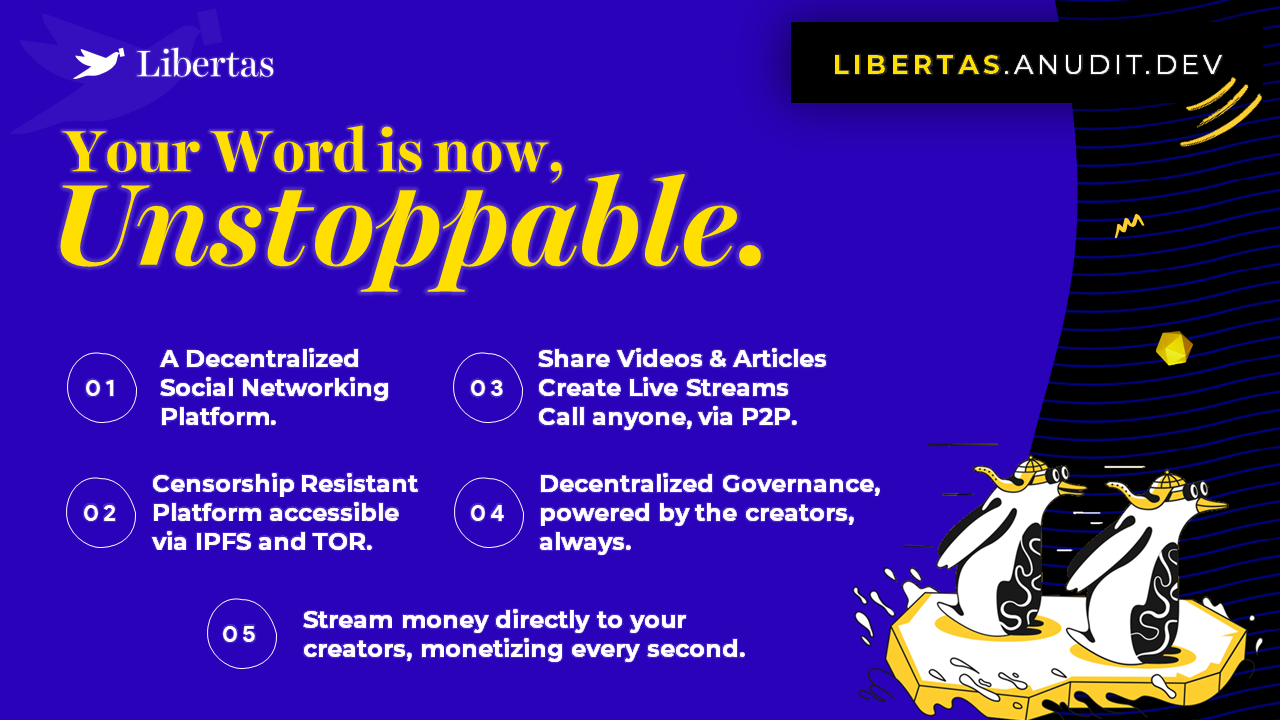 Libertas
LIBERTAS.ANUDIT.DEV
Your Word is now,
Unstoppable.
01
A Decentralized
Social Networking
Platform.
02
Censorship Resistant
Platform accessible
via IPFS and TOR.
03
Share Videos & Articles
Create Live Streams
Call anyone, via P2P.
04
Decentralized Governance,
powered by the creators,
always.
05
Stream money directly to your
creators, monetizing every second.